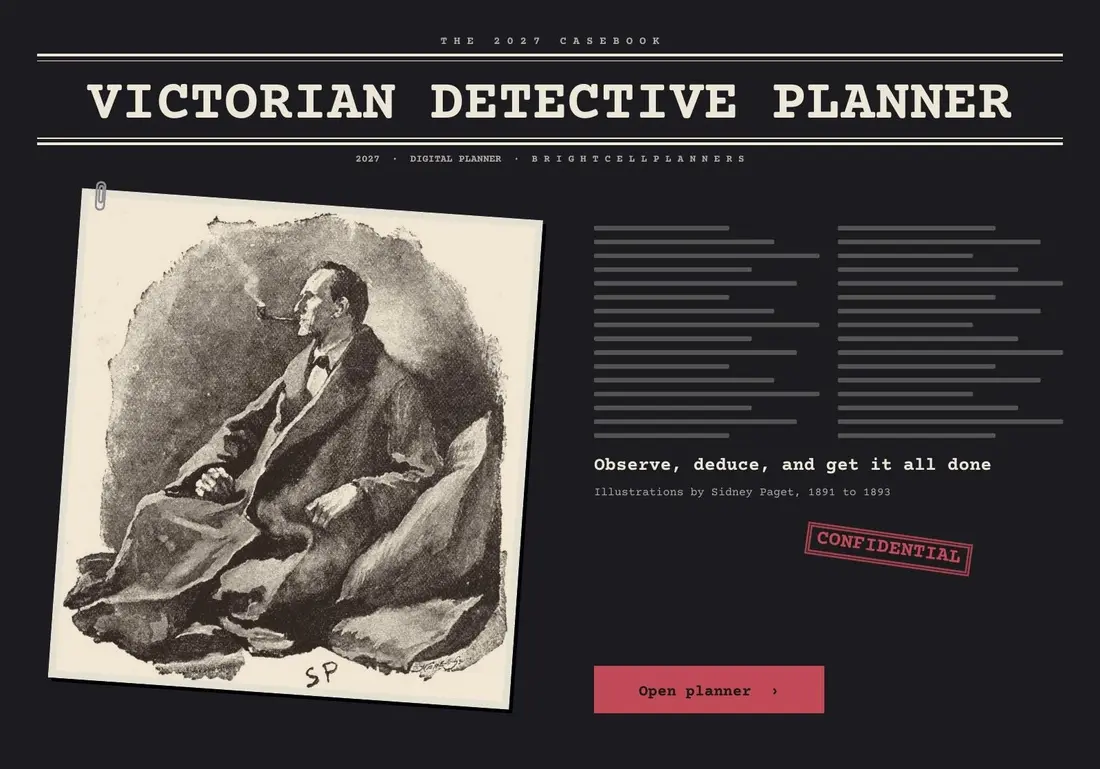 THE 2027 CASEBOOK
VICTORIAN DETECTIVE PLANNER
2027 · DIGITAL PLANNER · BRIGHTCELLPLANNERS
SP
Observe, deduce, and get it all done
Illustrations by Sidney Paget, 1891 to 1893
CONFIDENTIAL
Open planner ›